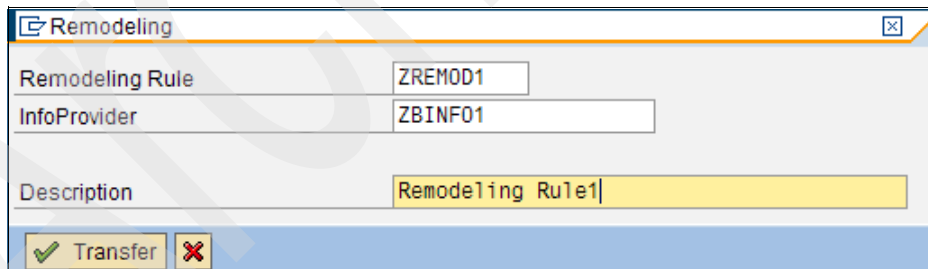 Remodeling
Remodeling Rule ZREMOD1
InfoProvider ZBINFO1
Description Remodeling Rule1
Transfer